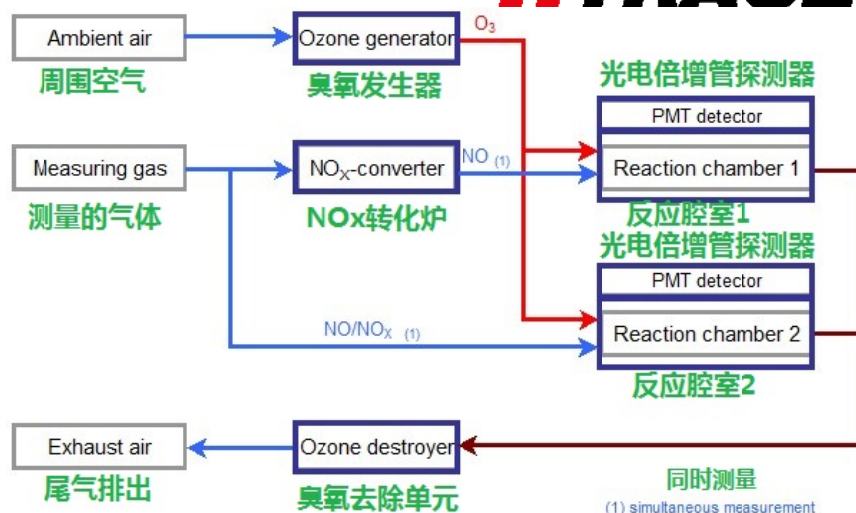 Ambient air
周围空气
Ozone generator
臭氧发生器
O₃
光电倍增管探测器
PMT detector
Reaction chamber 1
反应腔室1
Measuring gas
测量的气体
NOX-converter
NOx转化炉
NO (1)
光电倍增管探测器
PMT detector
Reaction chamber 2
反应腔室2
NO/NOX (1)
Exhaust air
尾气排出
Ozone destroyer
臭氧去除单元
同时测量
(1) simultaneous measurement